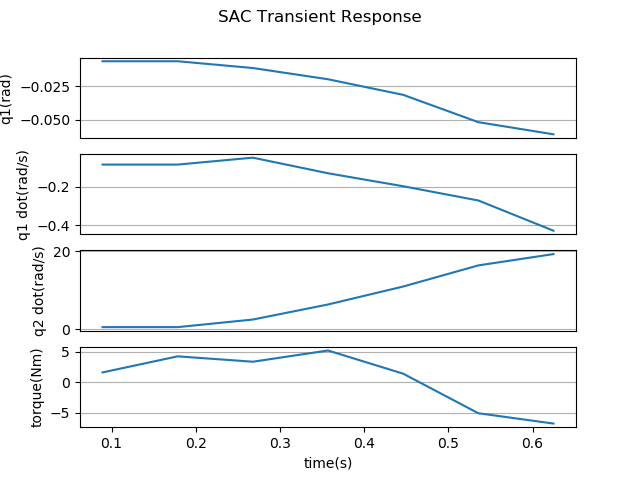 SAC Transient Response
q1(rad)
−0.025
−0.050
q1 dot(rad/s)
−0.2
−0.4
q2 dot(rad/s)
20
0
torque(Nm)
5
0
−5
0.1 0.2 0.3 0.4 0.5 0.6
time(s)